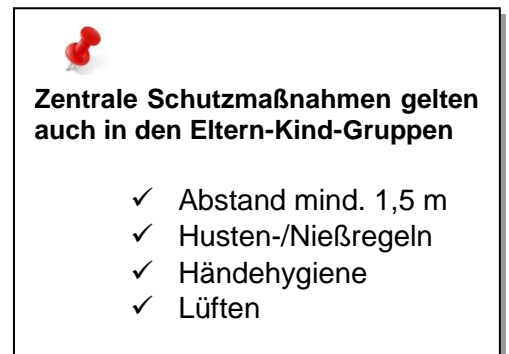 Zentrale Schutzmaßnahmen gelten
auch in den Eltern-Kind-Gruppen
✓ Abstand mind. 1,5 m
✓ Husten-/Nießregeln
✓ Händehygiene
✓ Lüften